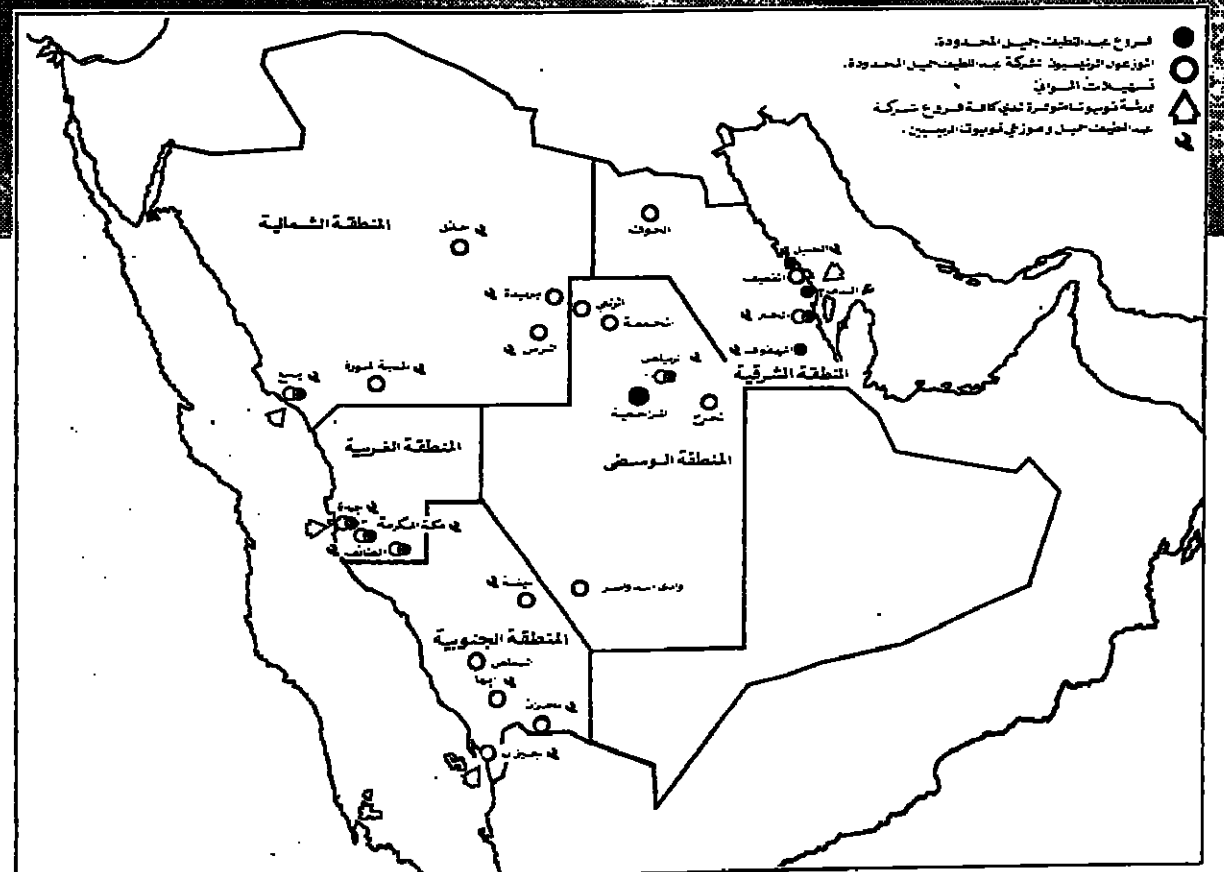 فروع عبد اللطيف جميل المحدودة.
الموزعون الرئيسيون لشركة عبد اللطيف جميل المحدودة.
تسهيلات الموانئ
ورشة تويوتا متوفرة لدى كافة فروع شركة
عبد اللطيف جميل وموزعي تويوتا الرئيسيين.
المنطقة الشمالية
حائل
الجوف
الجبيل
القطيف
الدمام
الخبر
الهفوف
المنطقة الشرقية
بريدة
الرس
المدينة المنورة
ينبع
المجمعة
الرياض
المزاحمية
الخرج
المنطقة الوسطى
المنطقة الغربية
جدة
مكة المكرمة
الطائف
بيشة
وادي الدواسر
المنطقة الجنوبية
ابها
نجران
جيزان